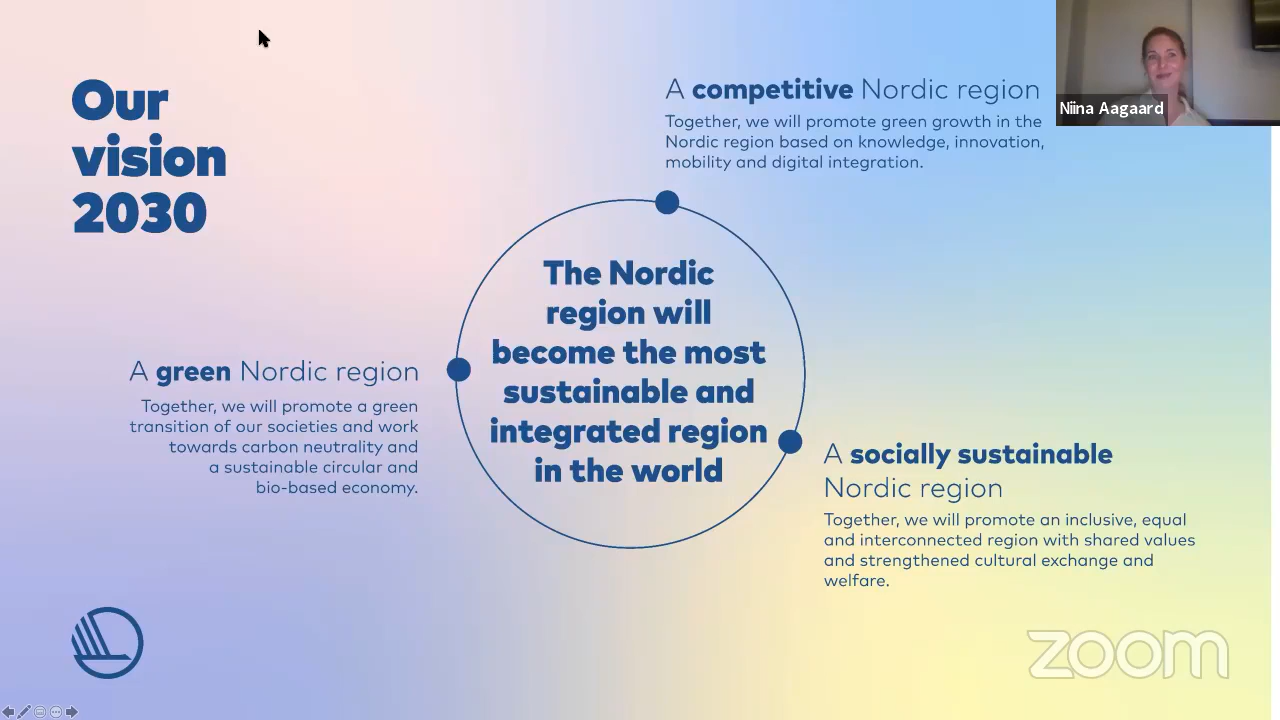 Our
vision
2030
A competitive Nordic region
Together, we will promote green growth in the
Nordic region based on knowledge, innovation,
mobility and digital integration.
Niina Aagaard
The Nordic
region will
become the most
sustainable and
integrated region
in the world
A green Nordic region
Together, we will promote a green
transition of our societies and work
towards carbon neutrality and
a sustainable circular and
bio-based economy.
A socially sustainable
Nordic region
Together, we will promote an inclusive, equal
and interconnected region with shared values
and strengthened cultural exchange and
welfare.
zoom